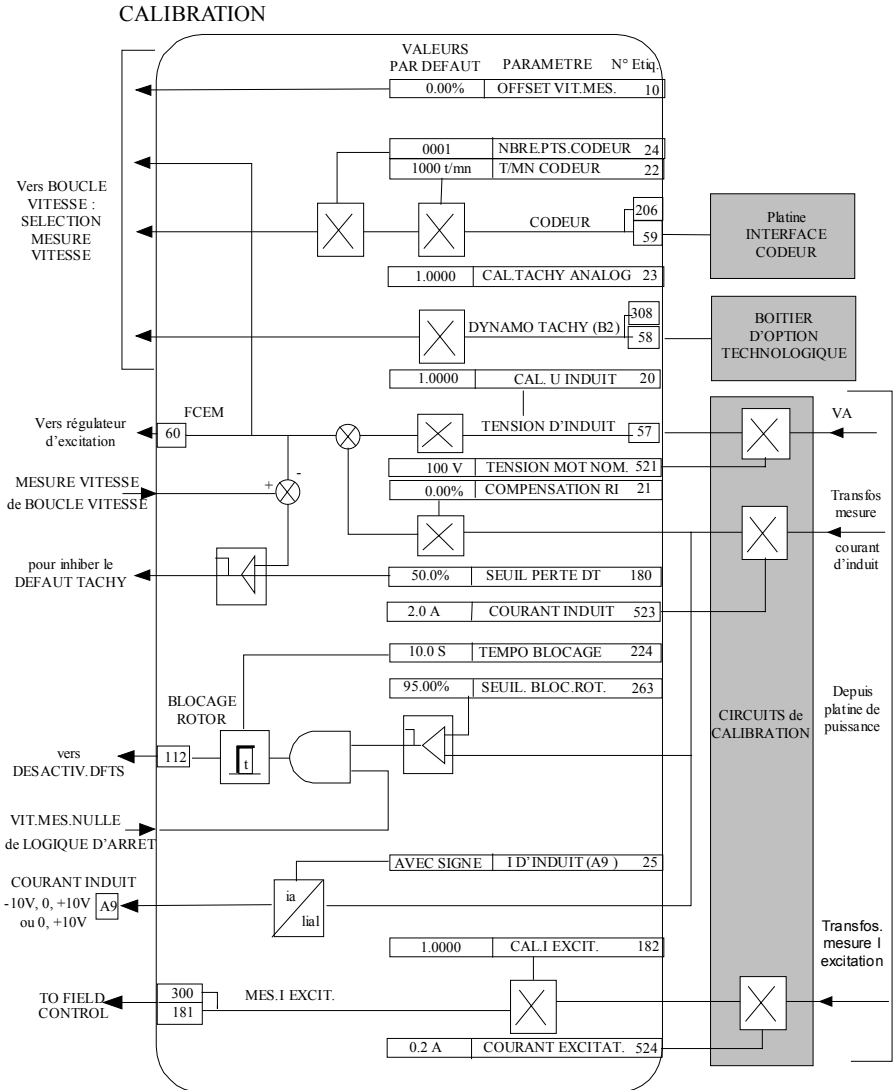 CALIBRATION
VALEURS
PAR DEFAUT PARAMETRE N° Etiq.
0.00% OFFSET VIT.MES. 10
0001 NBRE.PTS.CODEUR 24
1000 t/mn T/MN CODEUR 22
Vers BOUCLE
VITESSE :
SELECTION
MESURE
VITESSE
CODEUR
206
59
Platine
INTERFACE
CODEUR
1.0000 CAL.TACHY ANALOG 23
DYNAMO TACHY (B2)
308
58
BOITIER
D'OPTION
TECHNOLOGIQUE
1.0000 CAL. U INDUIT 20
Vers régulateur
d'excitation
60
FCEM
TENSION D'INDUIT
57
VA
100 V TENSION MOT NOM. 521
0.00% COMPENSATION RI 21
MESURE VITESSE
de BOUCLE VITESSE
+
-
Transfos
mesure
courant
d'induit
pour inhiber le
DEFAUT TACHY
50.0% SEUIL PERTE DT 180
2.0 A COURANT INDUIT 523
10.0 S TEMPO BLOCAGE 224
95.00% SEUIL. BLOC.ROT. 263
BLOCAGE
ROTOR
t
CIRCUITS de
CALIBRATION
Depuis
platine de
puissance
vers
DESACTIV.DFTS
112
VIT.MES.NULLE
de LOGIQUE D'ARRET
AVEC SIGNE I D'INDUIT (A9 ) 25
COURANT INDUIT
-10V, 0, +10V
ou 0, +10V
A9
ia
lial
1.0000 CAL.I EXCIT. 182
Transfos.
mesure I
excitation
TO FIELD
CONTROL
300
181
MES.I EXCIT.
0.2 A COURANT EXCITAT. 524